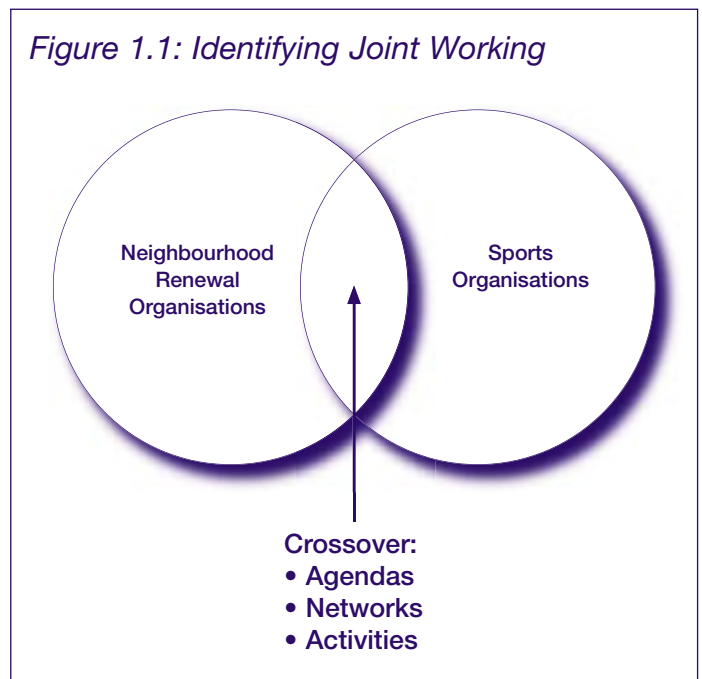 Figure 1.1: Identifying Joint Working
Neighbourhood
Renewal
Organisations
Sports
Organisations
Crossover:
• Agendas
• Networks
• Activities